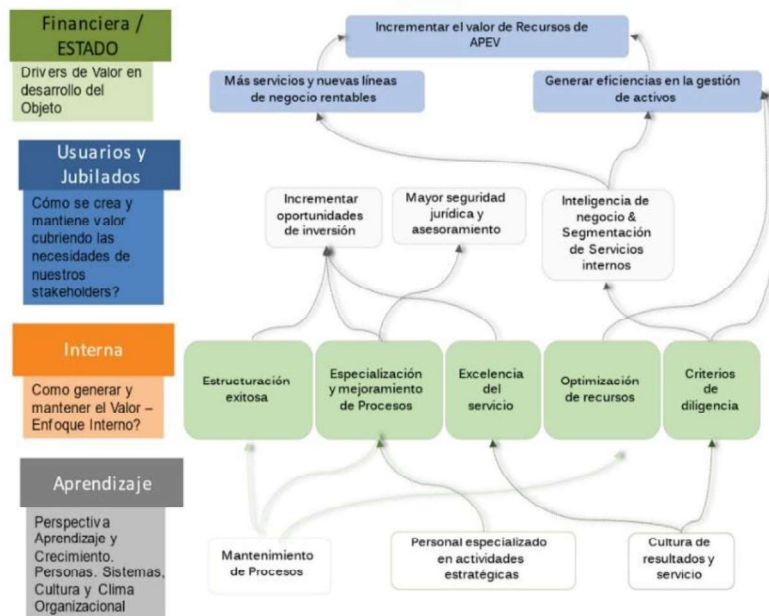 Financiera /
ESTADO
Drivers de Valor en
desarrollo del
Objeto
Incrementar el valor de Recursos de
APEV
Más servicios y nuevas líneas
de negocio rentables
Generar eficiencias en la gestión
de activos
Usuarios y
Jubilados
Cómo se crea y
mantiene valor
cubriendo las
necesidades de
nuestros
stakeholders?
Incrementar
oportunidades
de inversión
Mayor seguridad
jurídica y
asesoramiento
Inteligencia de
negocio &
Segmentación
de Servicios
internos
Interna
Como generar y
mantener el Valor –
Enfoque Interno?
Estructuración
exitosa
Especialización
y mejoramiento
de Procesos
Excelencia
del
servicio
Optimización
de recursos
Criterios
de
diligencia
Aprendizaje
Perspectiva
Aprendizaje y
Crecimiento.
Personas. Sistemas,
Cultura y Clima
Organizacional
Mantenimiento
de Procesos
Personal especializado
en actividades
estratégicas
Cultura de
resultados y
servicio